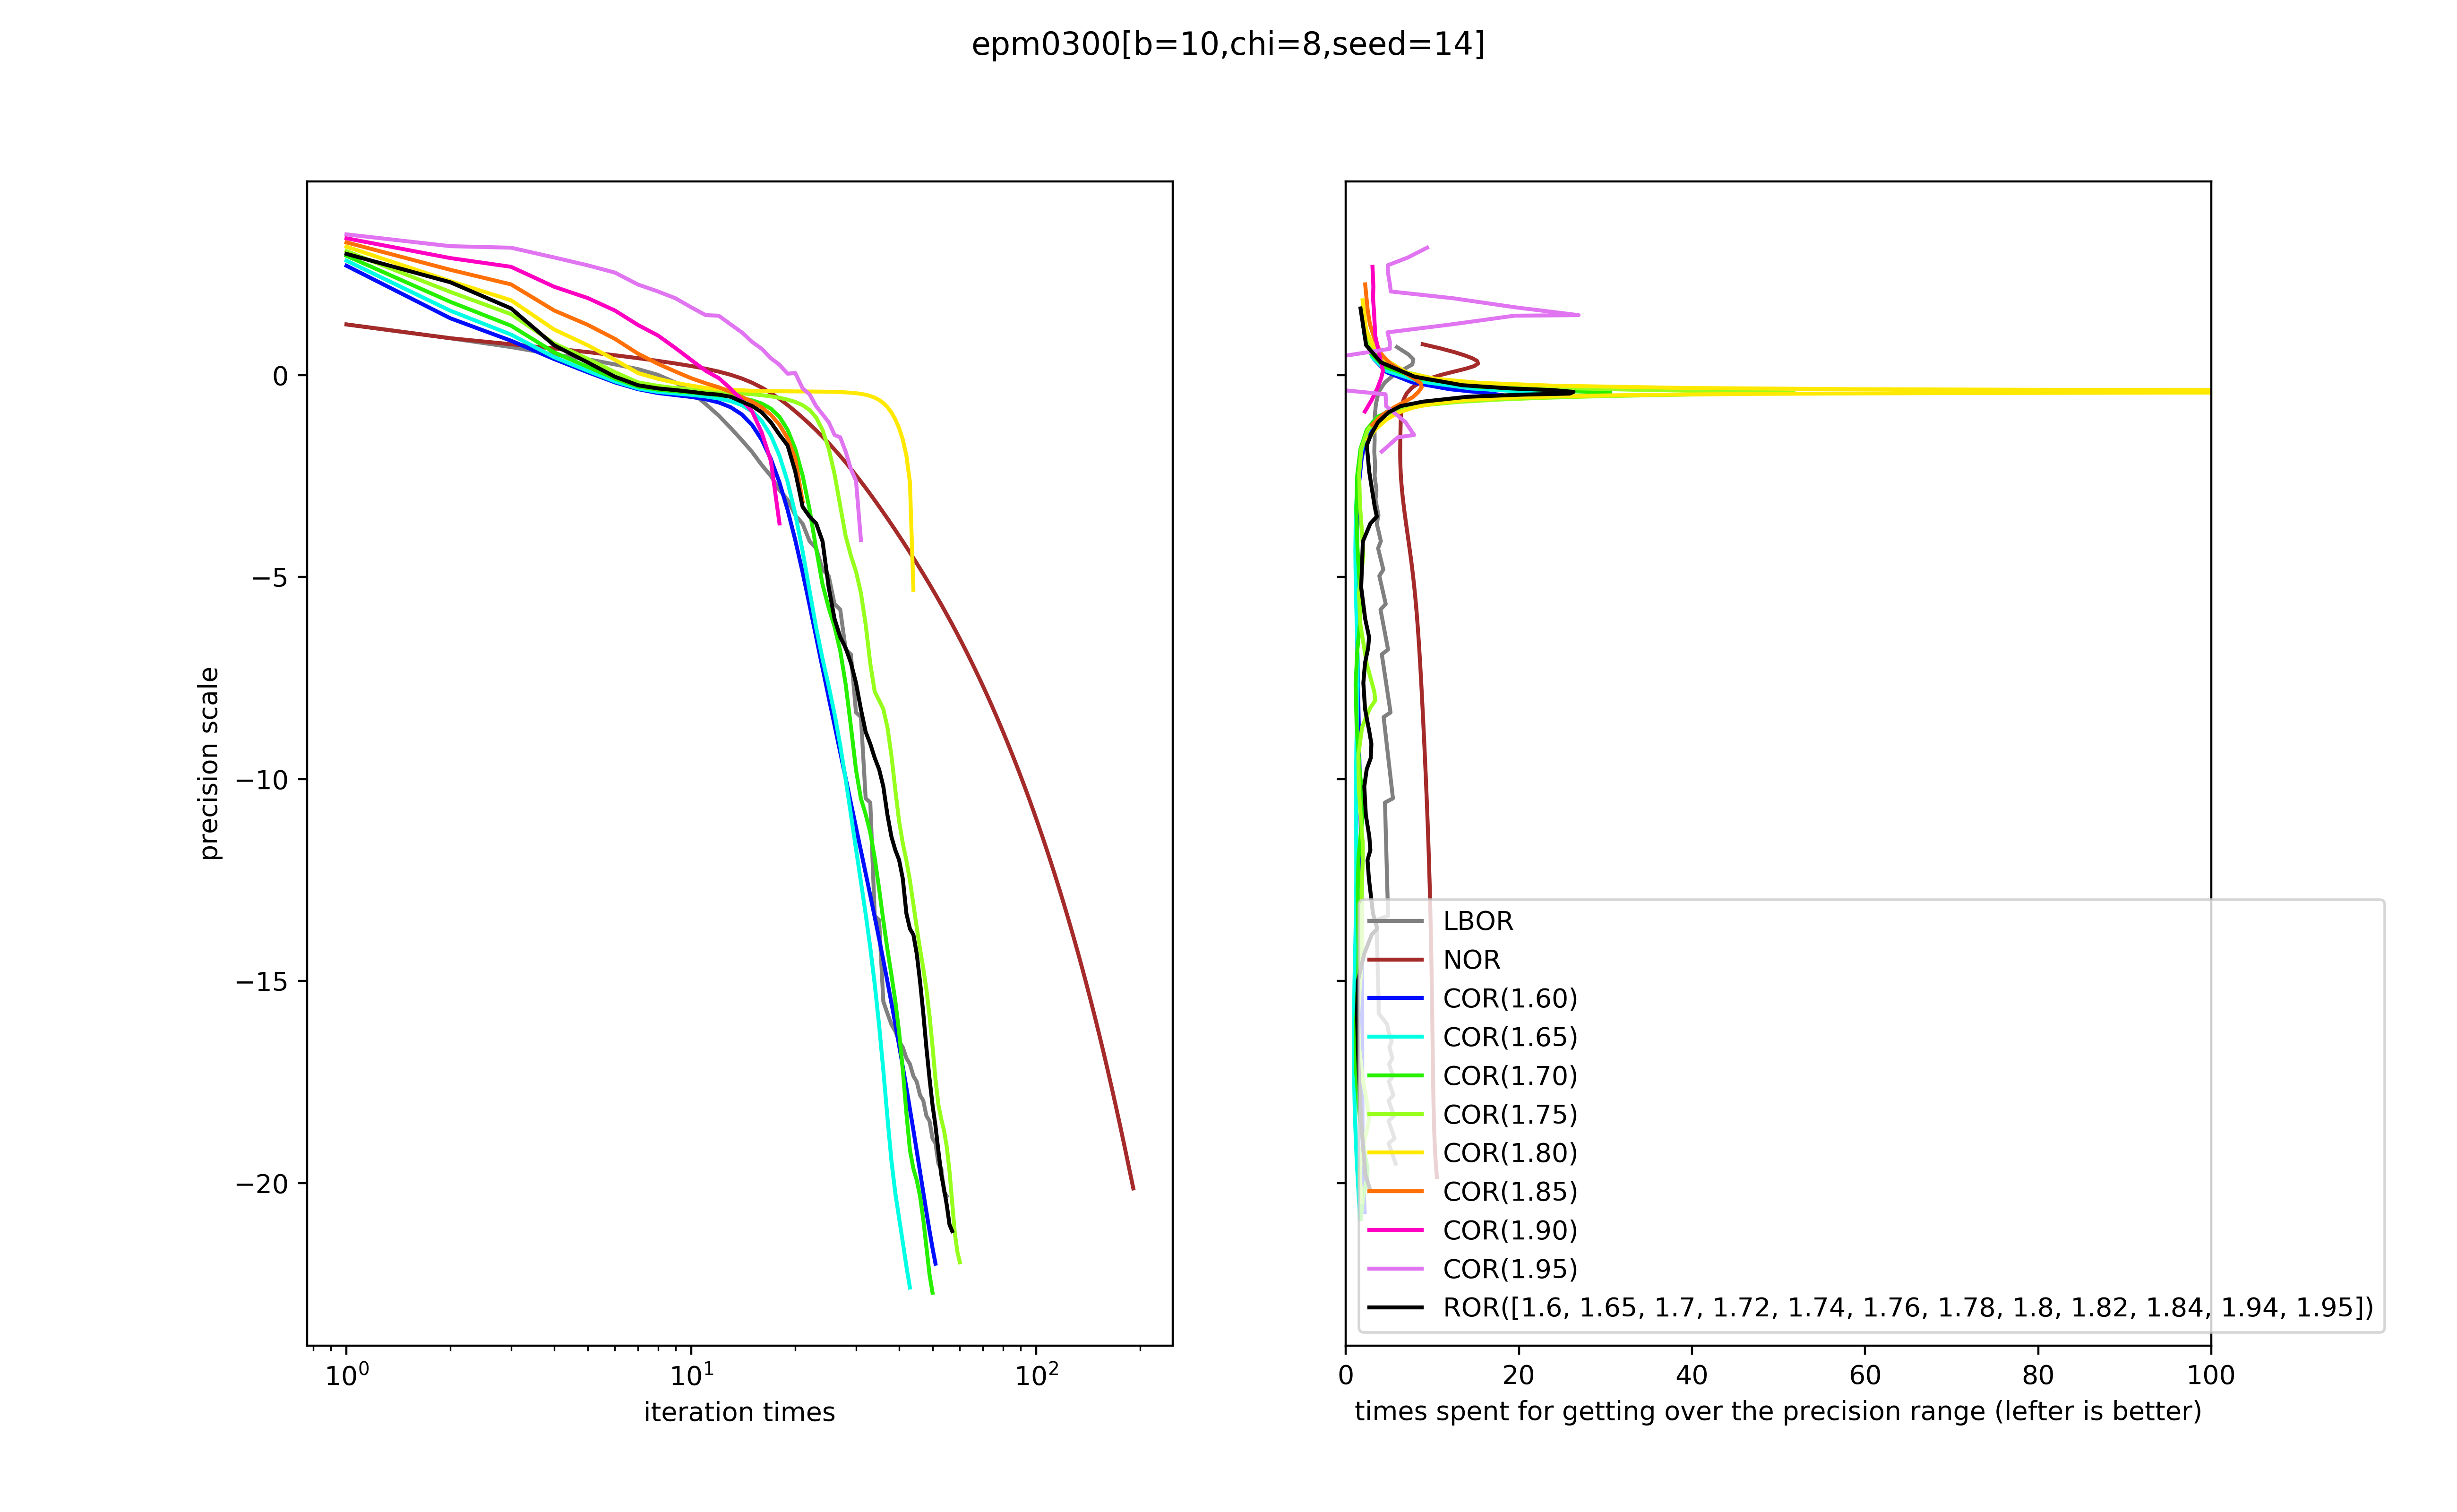 epm0300[b=10,chi=8,seed=14]
precision scale
0
−5
−10
−15
−20
10⁰
10¹
10²
iteration times
LBOR
NOR
COR(1.60)
COR(1.65)
COR(1.70)
COR(1.75)
COR(1.80)
COR(1.85)
COR(1.90)
COR(1.95)
ROR([1.6, 1.65, 1.7, 1.72, 1.74, 1.76, 1.78, 1.8, 1.82, 1.84, 1.94, 1.95])
0 20 40 60 80 100
times spent for getting over the precision range (lefter is better)